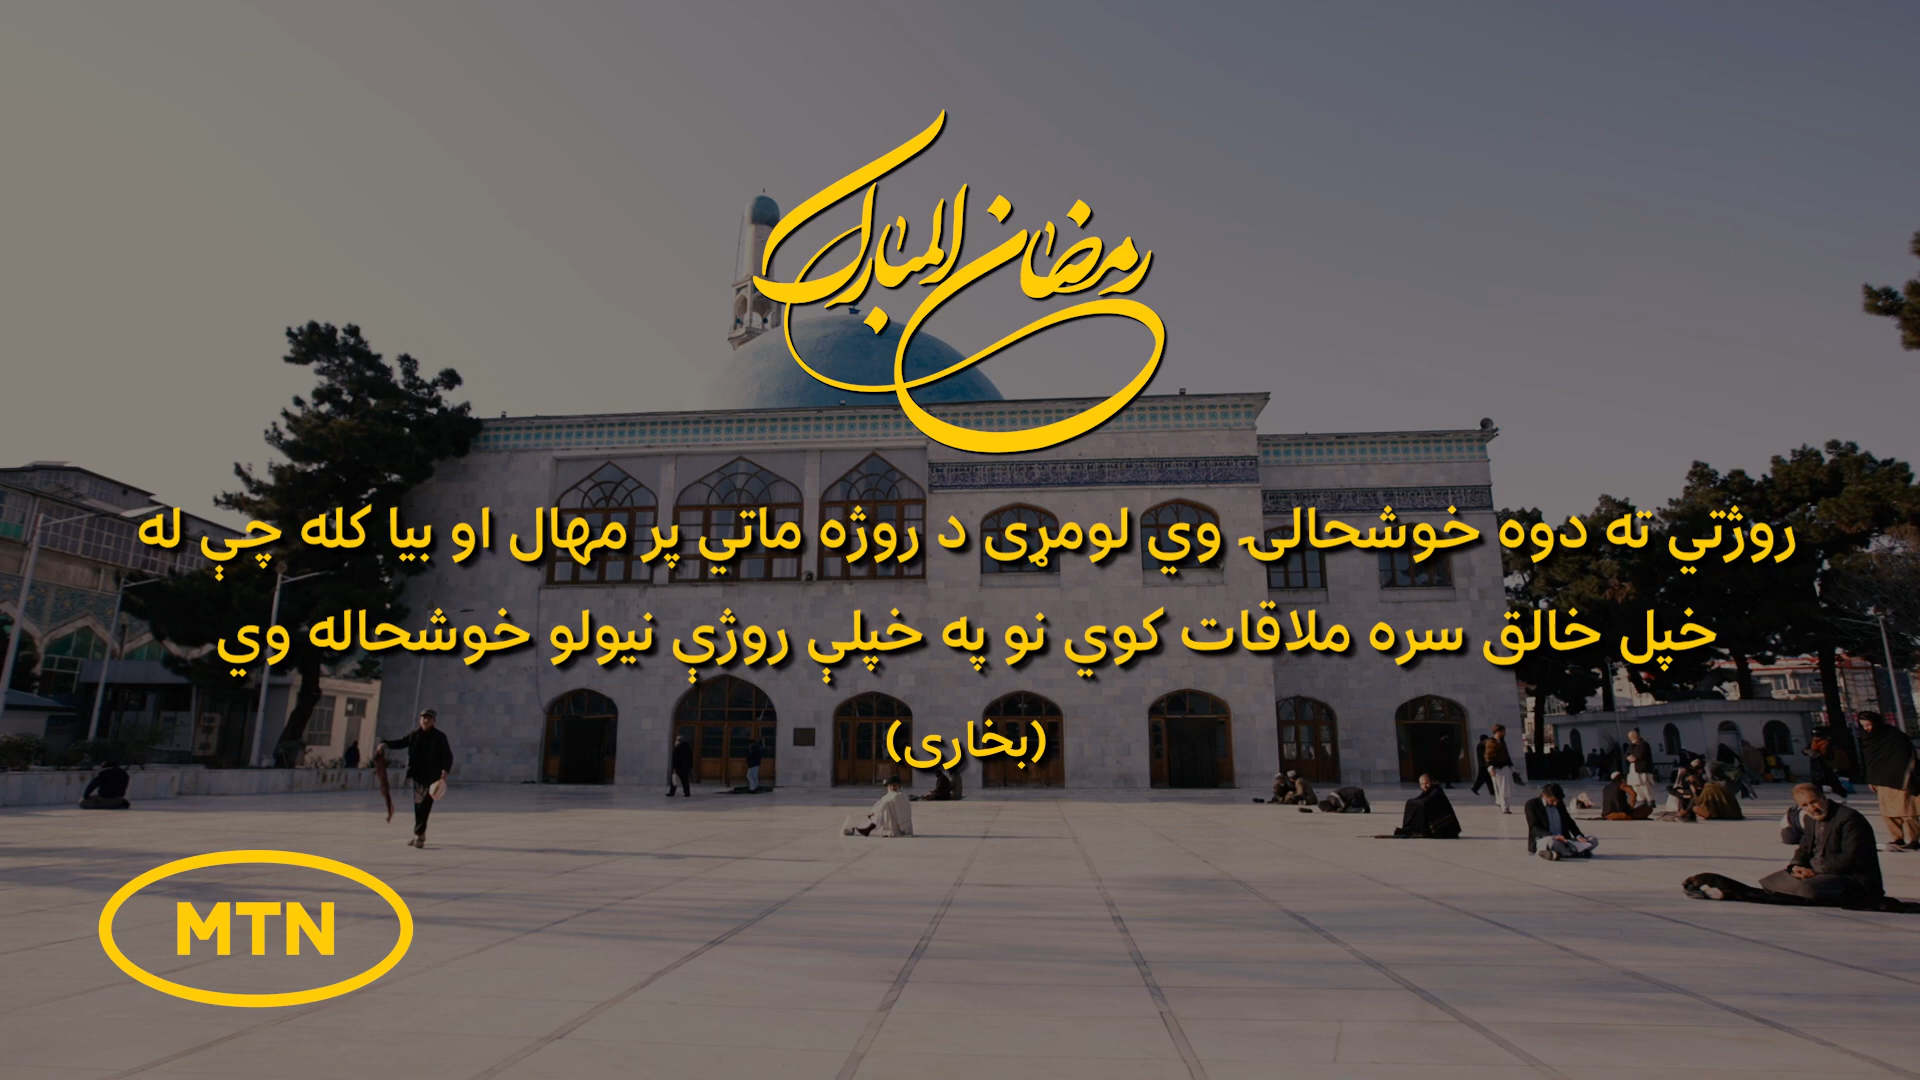 رمضان المبارک
روژتي ته دوه خوشحالۍ وي لومړی د روژه ماتي پر مهال او بيا کله چې له
خپل خالق سره ملاقات کوي نو په خپلې روژې نيولو خوشحاله وي
(بخاری)
MTN